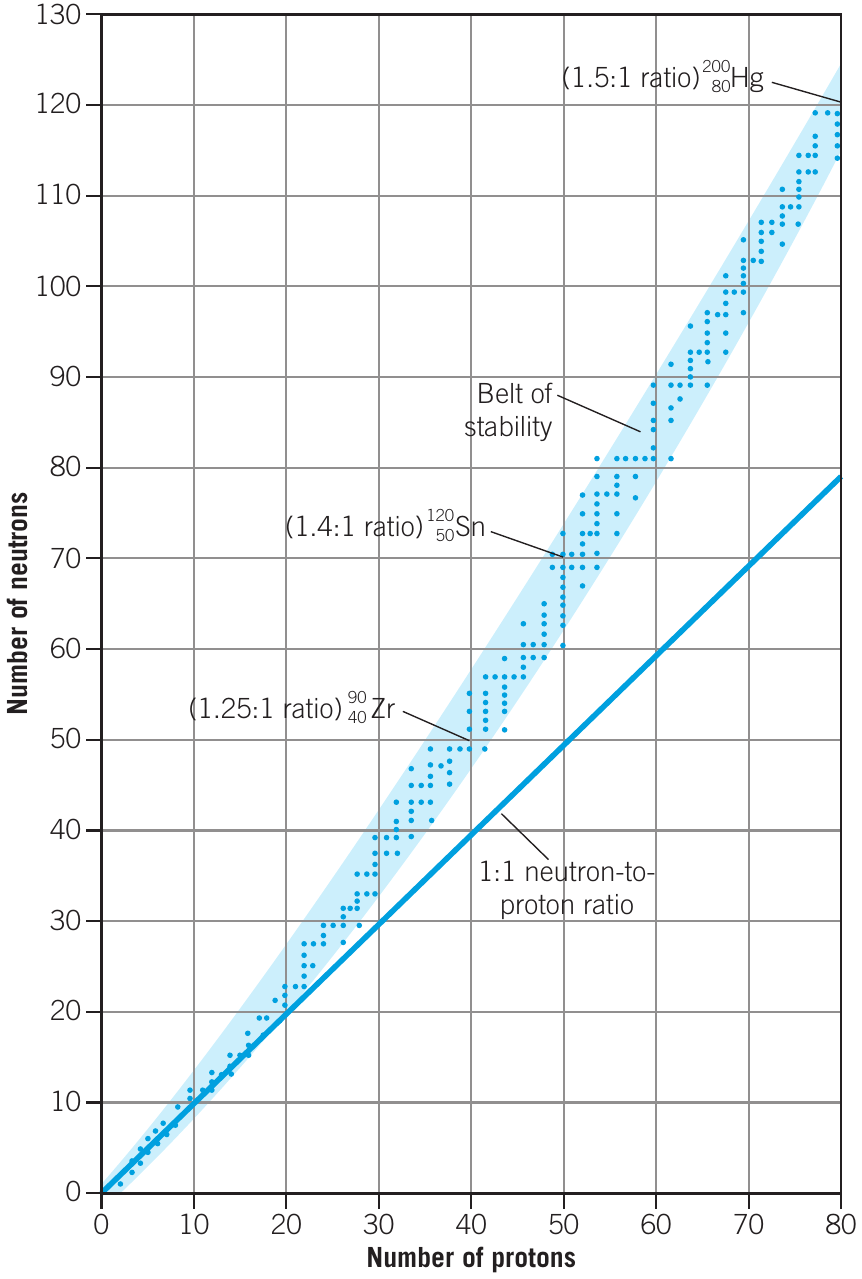 130
120
110
100
90
80
70
60
50
40
30
20
10
0
Number of neutrons
(1.5:1 ratio) 200 80 Hg
Belt of
stability
(1.4:1 ratio) 120 50 Sn
(1.25:1 ratio) 90 40 Zr
1:1 neutron-to-
proton ratio
0 10 20 30 40 50 60 70 80
Number of protons